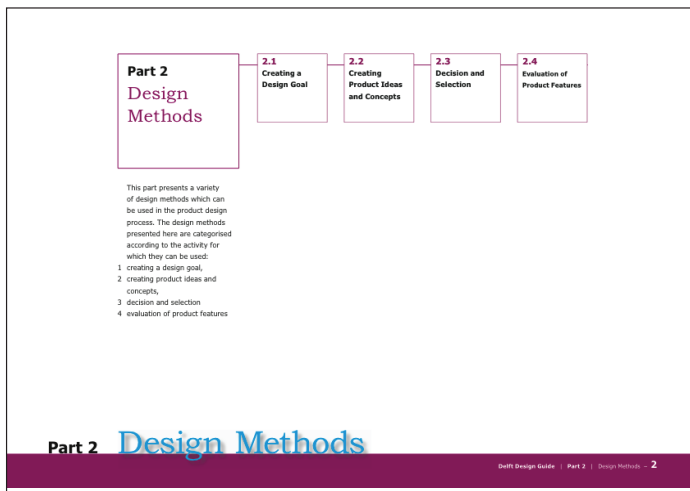 Part 2
Design
Methods
2.1
Creating a
Design Goal
2.2
Creating
Product Ideas
and Concepts
2.3
Decision and
Selection
2.4
Evaluation of
Product Features
This part presents a variety
of design methods which can
be used in the product design
process. The design methods
presented here are categorised
according to the activity for
which they can be used:
1 creating a design goal,
2 creating product ideas and
concepts,
3 decision and selection
4 evaluation of product features
Part 2 Design Methods
Delft Design Guide | Part 2 | Design Methods – 2